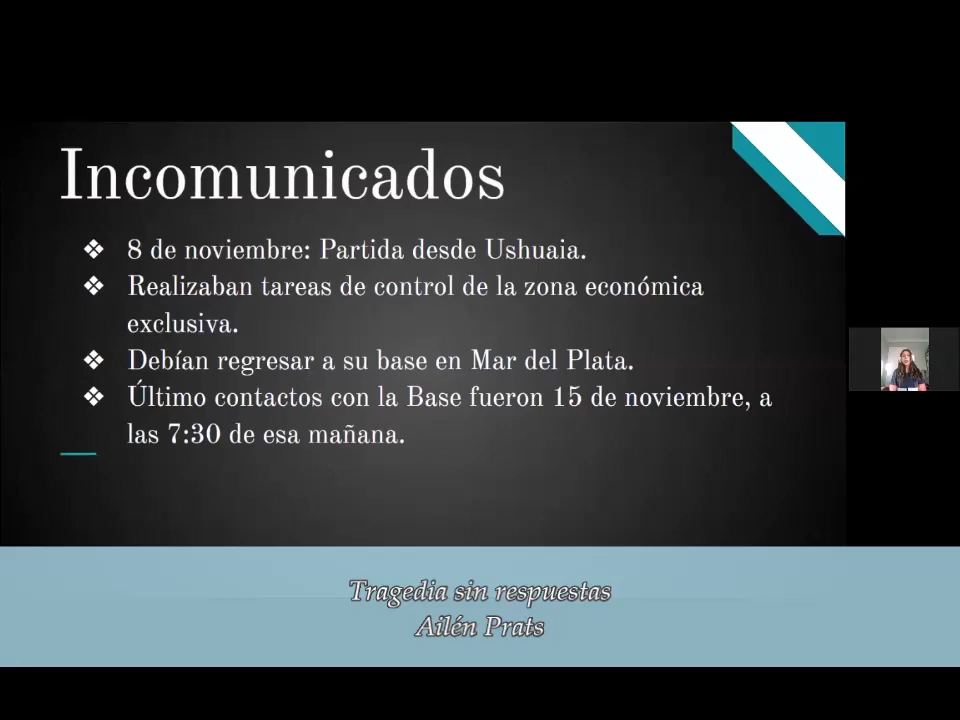 Incomunicados
❖ 8 de noviembre: Partida desde Ushuaia.
❖ Realizaban tareas de control de la zona económica
exclusiva.
❖ Debían regresar a su base en Mar del Plata.
❖ Último contactos con la Base fueron 15 de noviembre, a
las 7:30 de esa mañana.
Tragedia sin respuestas
Ailén Prats